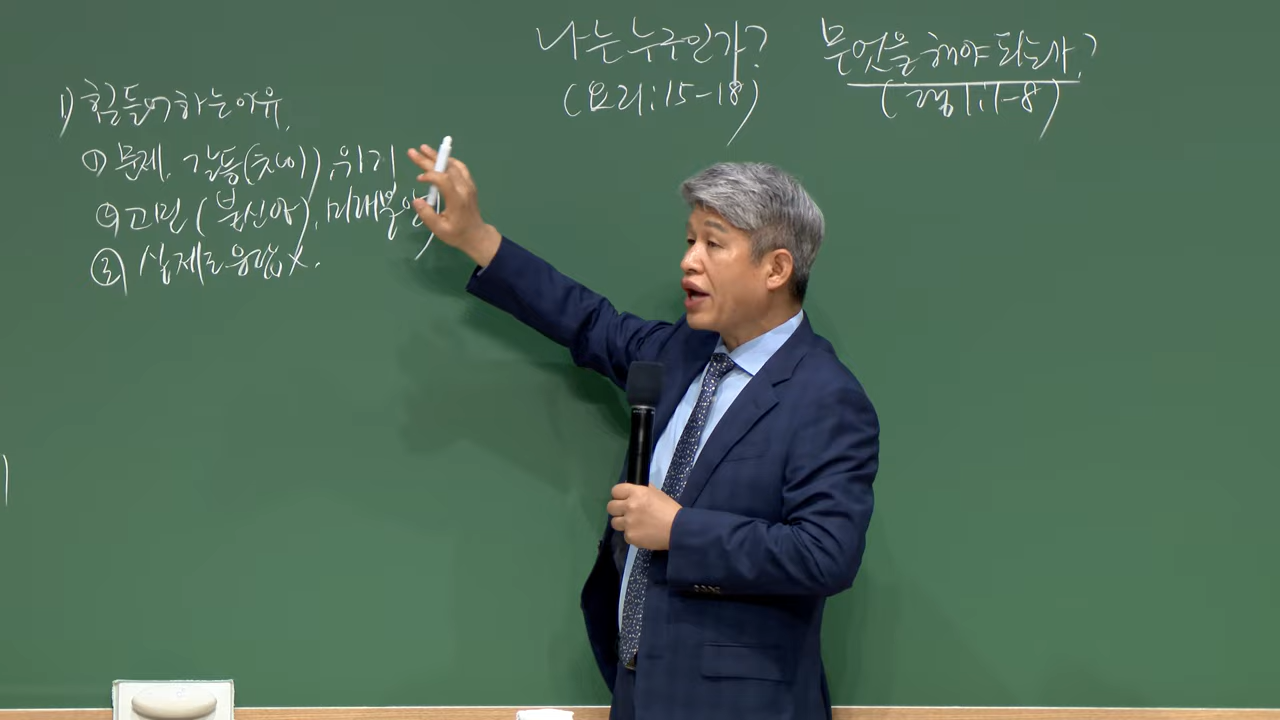 나는 누구인가? 무엇을 해야 되는가?
(요21:15-18) (행1:1-8)
1) 힘들어하는 이유.
① 문제, 갈등(차이), 위기
② 고민(불신앙), 미래불안
③ 실제로 응답X.